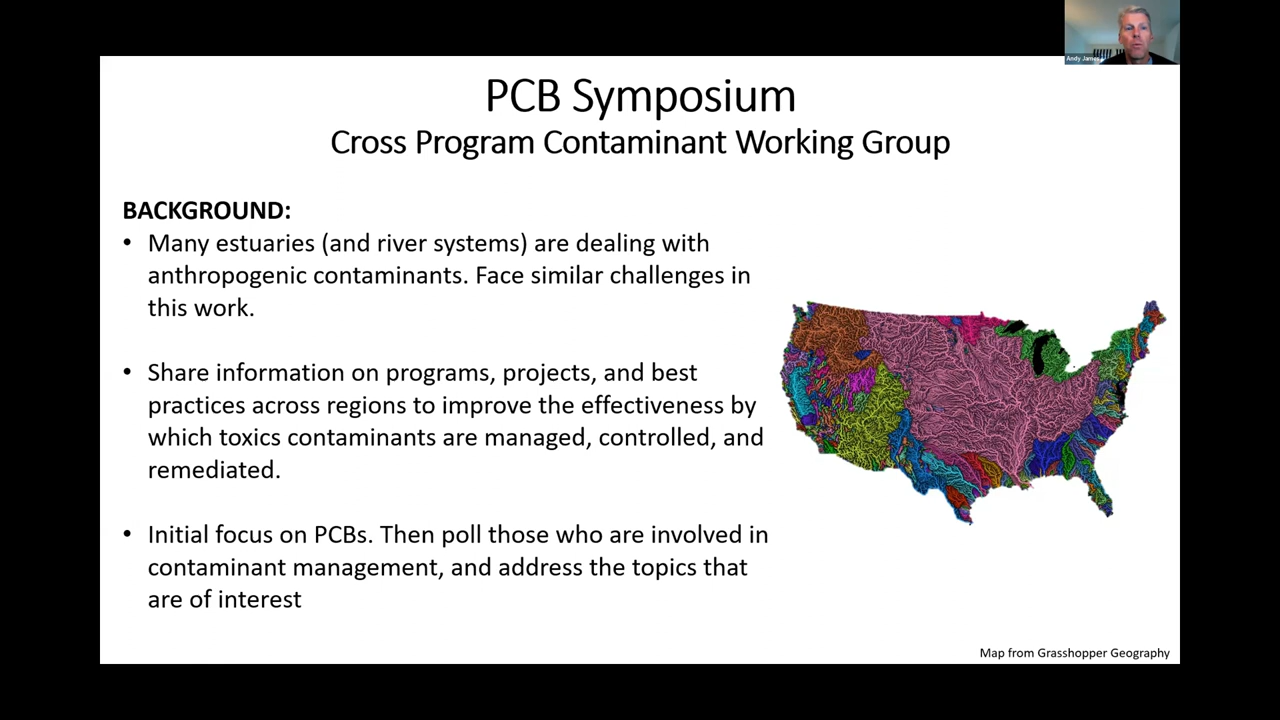 Andy James
PCB Symposium
Cross Program Contaminant Working Group
BACKGROUND:
• Many estuaries (and river systems) are dealing with
anthropogenic contaminants. Face similar challenges in
this work.
• Share information on programs, projects, and best
practices across regions to improve the effectiveness by
which toxics contaminants are managed, controlled, and
remediated.
• Initial focus on PCBs. Then poll those who are involved in
contaminant management, and address the topics that
are of interest
Map from Grasshopper Geography